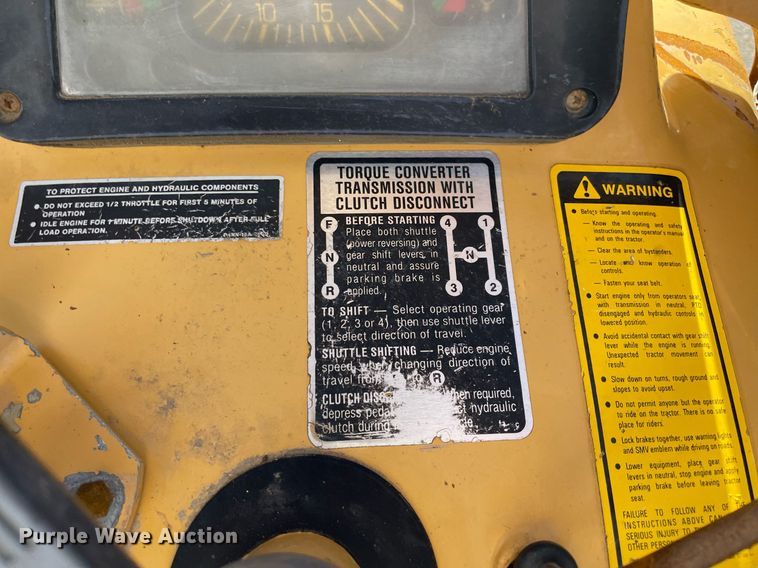 10 15
TO PROTECT ENGINE AND HYDRAULIC COMPONENTS
● DO NOT EXCEED 1/2 THROTTLE FOR FIRST 5 MINUTES OF
OPERATION
● IDLE ENGINE FOR 1 MINUTE BEFORE SHUTDOWN AFTER FULL
LOAD OPERATION.
TORQUE CONVERTER
TRANSMISSION WITH
CLUTCH DISCONNECT
F
N
R
BEFORE STARTING
Place both shuttle
(power reversing) and
gear shift levers in
neutral and assure
parking brake is
applied.
4 1
N
3 2
TO SHIFT — Select operating gear
(1, 2, 3 or 4), then use shuttle lever
to select direction of travel.
SHUTTLE SHIFTING — Reduce engine
speed when changing direction of
travel from R
CLUTCH when required,
depress hydraulic
clutch during
WARNING
● Before starting and operating.
— Know the operating and safety
instructions in the operator's manual
and on the tractor.
— Clear the area of bystanders.
— Locate and know operation of
controls.
— Fasten your seat belt.
● Start engine only from operators seat
with transmission in neutral, PTO
disengaged and hydraulic controls in
lowered position.
● Avoid accidental contact with gear shift
lever while the engine is running.
Unexpected tractor movement can
result.
● Slow down on turns, rough ground and
slopes to avoid upset.
● Do not permit anyone but the operator
to ride on the tractor. There is no safe
place for riders.
● Lock brakes together, use warning lights
and SMV emblem while driving on roads.
● Lower equipment, place gear shift
levers in neutral, stop engine and apply
parking brake before leaving tractor
seat.
FAILURE TO FOLLOW ANY OF THE
INSTRUCTIONS ABOVE CAN
SERIOUS INJURY TO THE
OTHER PERSONS
Purple Wave Auction